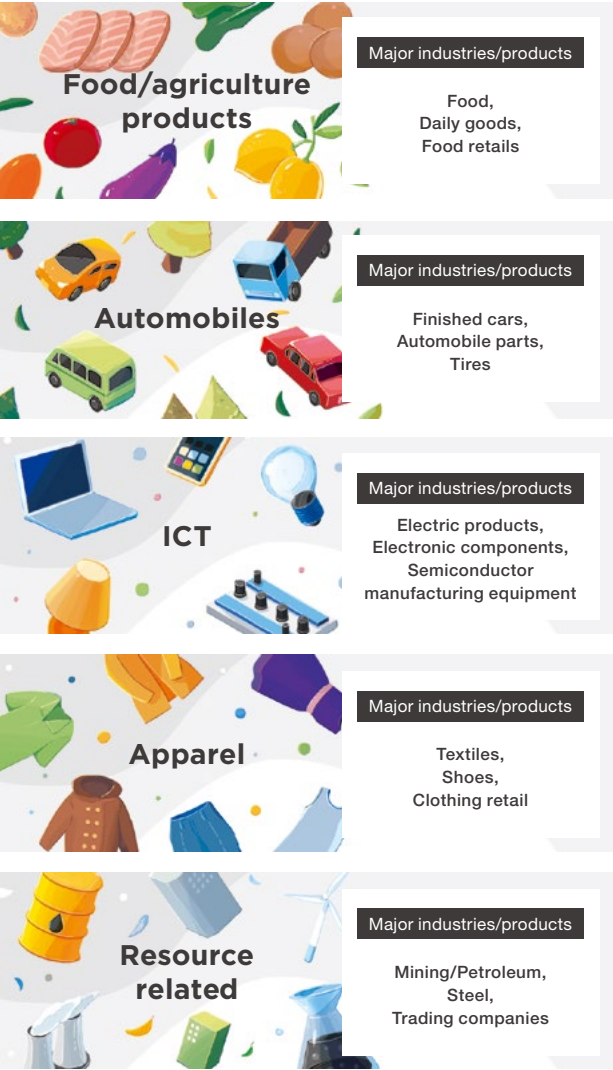 Food/agriculture
products
Major industries/products
Food,
Daily goods,
Food retails
Automobiles
Major industries/products
Finished cars,
Automobile parts,
Tires
ICT
Major industries/products
Electric products,
Electronic components,
Semiconductor
manufacturing equipment
Apparel
Major industries/products
Textiles,
Shoes,
Clothing retail
Resource
related
Major industries/products
Mining/Petroleum,
Steel,
Trading companies